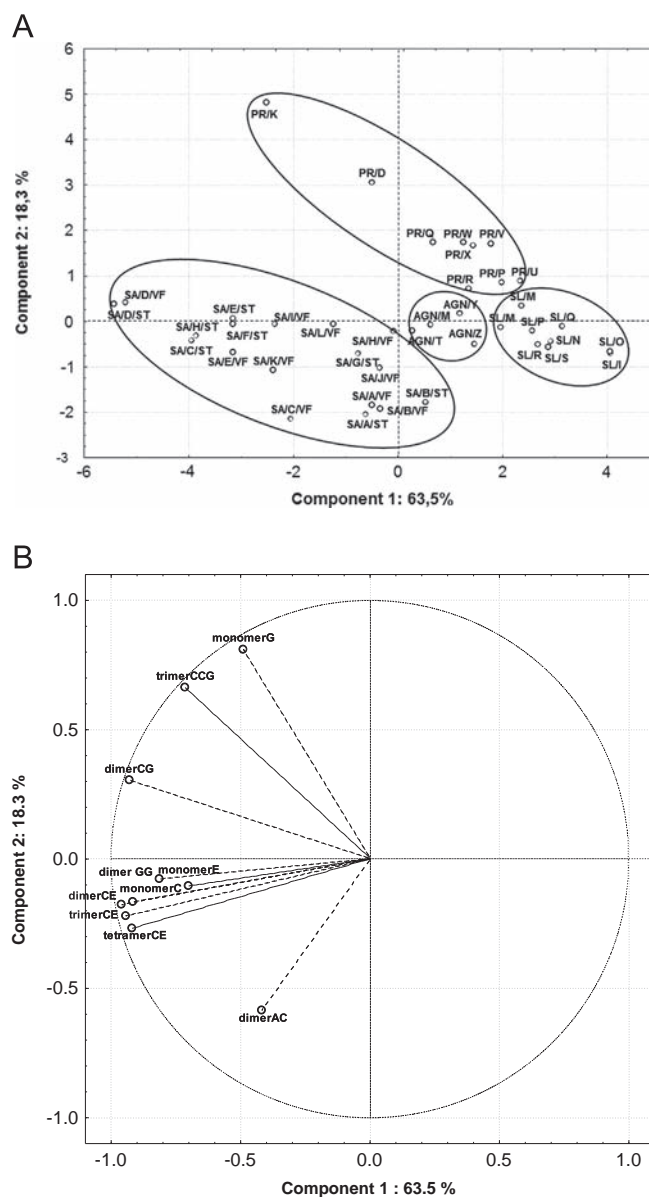 A
6
5
4
3
2
1
0
-1
-2
-3
Component 2: 18,3 %
PR/K
PR/D
PR/Q PR/W PR/V
PR/X
PR/R PR/P PR/U
SA/D/VF
SA/D/ST
SA/E/ST
SA/H/ST SA/I/VF
SA/F/ST SA/L/VF
SA/C/ST
SA/E/VF SA/K/VF
SA/H/VF
SA/G/ST
SA/J/VF
SA/C/VF
SA/A/VF
SA/B/ST
SA/B/VF
SA/A/ST
AGN/Y
AGN/M
AGN/T AGN/Z
SL/M
SL/M SL/Q
SL/P
SL/N SL/O
SL/R SL/S
SL/I
-6 -4 -2 0 2 4
Component 1: 63,5%
B
1.0
0.5
0.0
-0.5
-1.0
Component 2: 18.3 %
monomerG
trimerCCG
dimerCG
dimer GG monomerE
monomerC
dimerCE
trimerCE
tetramerCE
dimerAC
-1.0 -0.5 0.0 0.5 1.0
Component 1 : 63.5 %